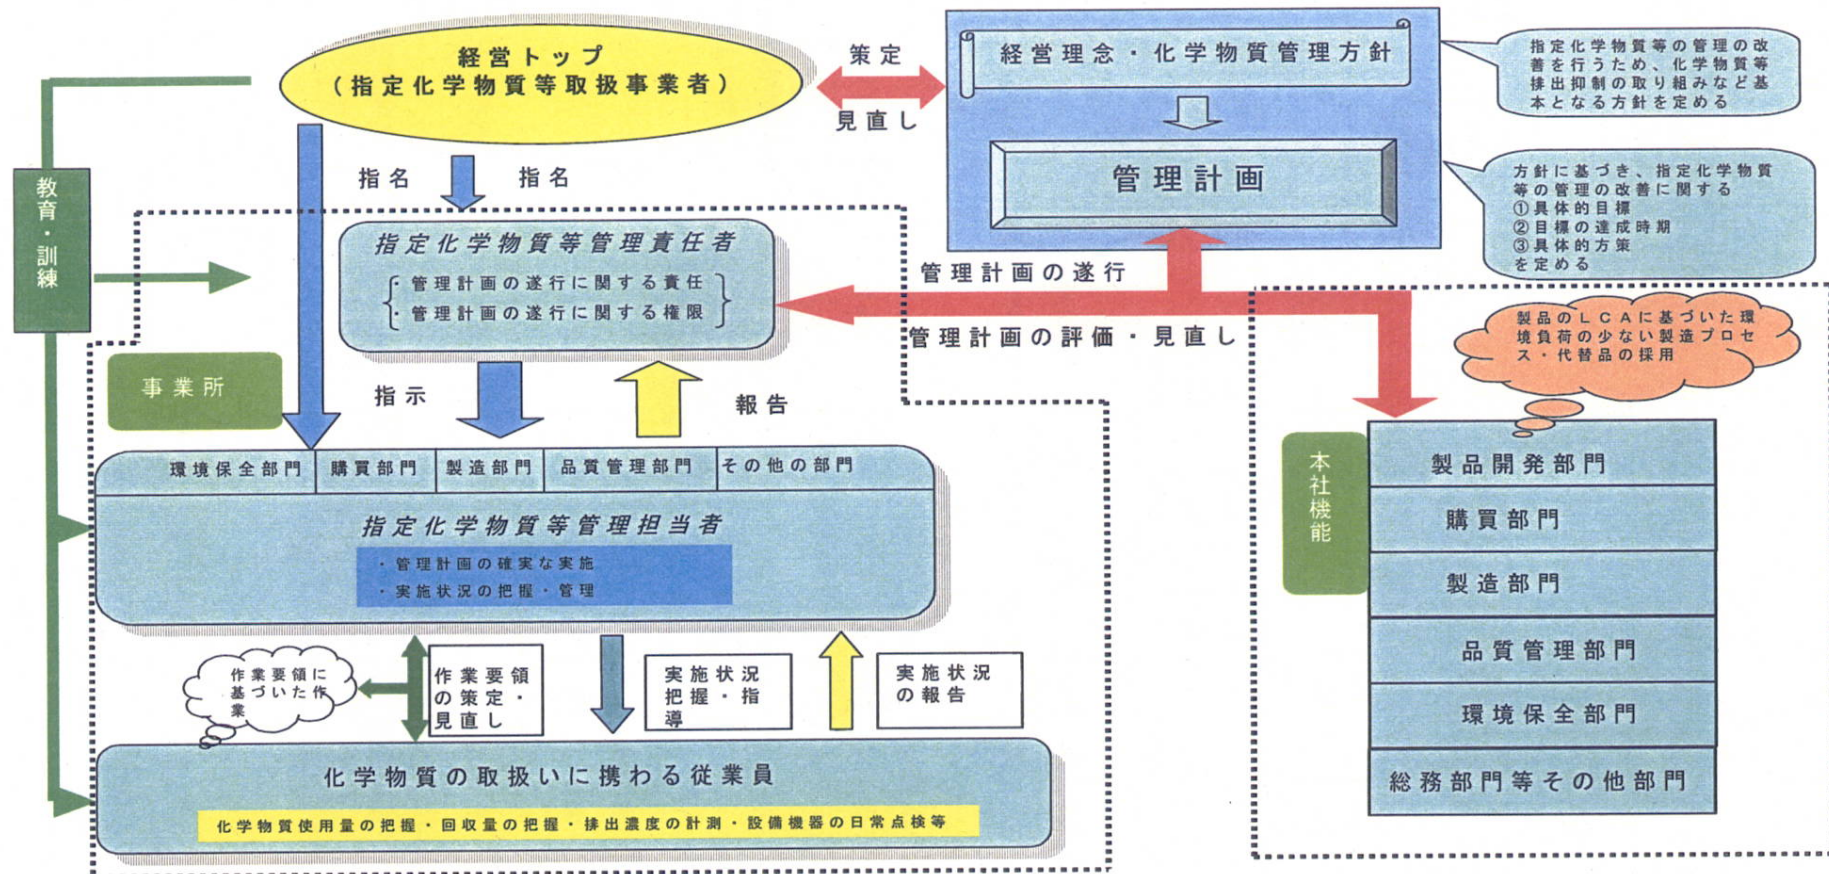 経営トップ
（指定化学物質等取扱事業者）
策定
見直し
経営理念・化学物質管理方針
管理計画
指定化学物質等の管理の改
善を行うため、化学物質等
排出抑制の取り組みなど基
本となる方針を定める
方針に基づき、指定化学物質
等の管理の改善に関する
①具体的目標
②目標の達成時期
③具体的方策
を定める
教育・訓練
指名
指名
指定化学物質等管理責任者
・管理計画の遂行に関する責任
・管理計画の遂行に関する権限
管理計画の遂行
管理計画の評価・見直し
事業所
指示
報告
環境保全部門
購買部門
製造部門
品質管理部門
その他の部門
指定化学物質等管理担当者
・管理計画の確実な実施
・実施状況の把握・管理
作業要領に
基づいた作
業
作業要領
の策定・
見直し
実施状況
把握・指
導
実施状況
の報告
化学物質の取扱いに携わる従業員
化学物質使用量の把握・回収量の把握・排出濃度の計測・設備機器の日常点検等
製品のＬＣＡに基づいた環
境負荷の少ない製造プロセ
ス・代替品の採用
本社機能
製品開発部門
購買部門
製造部門
品質管理部門
環境保全部門
総務部門等その他部門